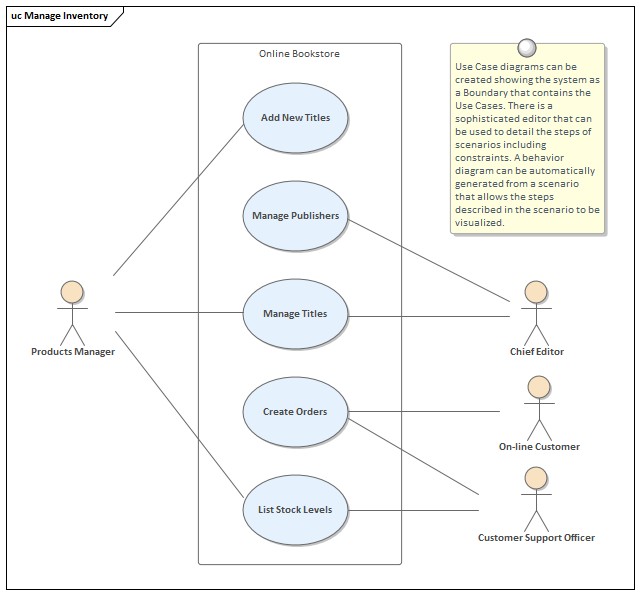 uc Manage Inventory
Online Bookstore
Add New Titles
Manage Publishers
Manage Titles
Create Orders
List Stock Levels
Products Manager
Use Case diagrams can be
created showing the system as
a Boundary that contains the
Use Cases. There is a
sophisticated editor that can
be used to detail the steps of
scenarios including
constraints. A behavior
diagram can be automatically
generated from a scenario
that allows the steps
described in the scenario to be
visualized.
Chief Editor
On-line Customer
Customer Support Officer